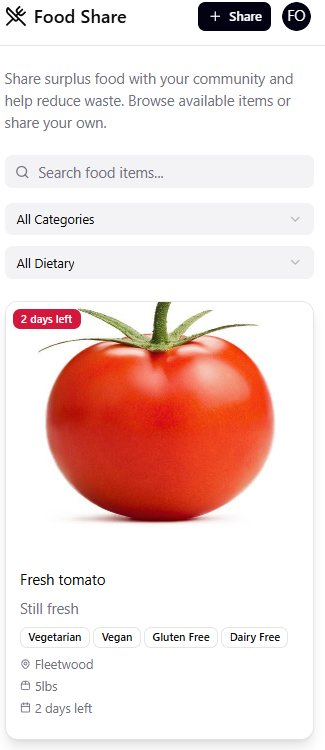 Food Share
+ Share
FO
Share surplus food with your community and
help reduce waste. Browse available items or
share your own.
Search food items...
All Categories
All Dietary
2 days left
Fresh tomato
Still fresh
Vegetarian
Vegan
Gluten Free
Dairy Free
Fleetwood
5lbs
2 days left